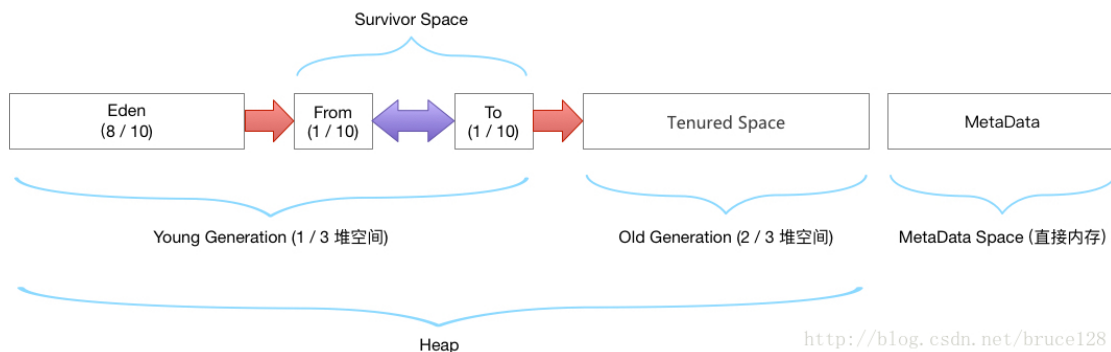 Survivor Space
Eden
(8 / 10)
From
(1 / 10)
To
(1 / 10)
Tenured Space
MetaData
Young Generation (1 / 3 堆空间)
Old Generation (2 / 3 堆空间)
MetaData Space (直接内存)
Heap
http://blog.csdn.net/bruce128